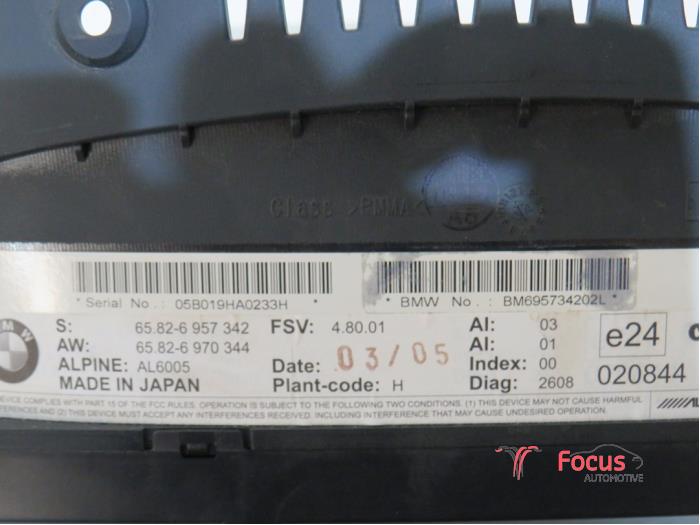 Class >PMMA<
* Serial No. : 05B019HA0233H *
* BMW No. : BM695734202L *
S: 65.82-6 957 342
AW: 65.82-6 970 344
ALPINE: AL6005
MADE IN JAPAN
FSV: 4.80.01
Date: 03/05
Plant-code: H
AI: 03
AI: 01
Index: 00
Diag: 2608
e24
020844
DEVICE COMPLIES WITH PART 15 OF THE FCC RULES. OPERATION IS SUBJECT TO THE FOLLOWING TWO CONDITIONS. (1) THIS DEVICE MAY NOT CAUSE HARMFUL
AND (2) THIS DEVICE MUST ACCEPT ANY INTERFERENCE RECEIVED, INCLUDING INTERFERENCE THAT MAY CAUSE UNDESIRED OPERATION.
Focus
AUTOMOTIVE